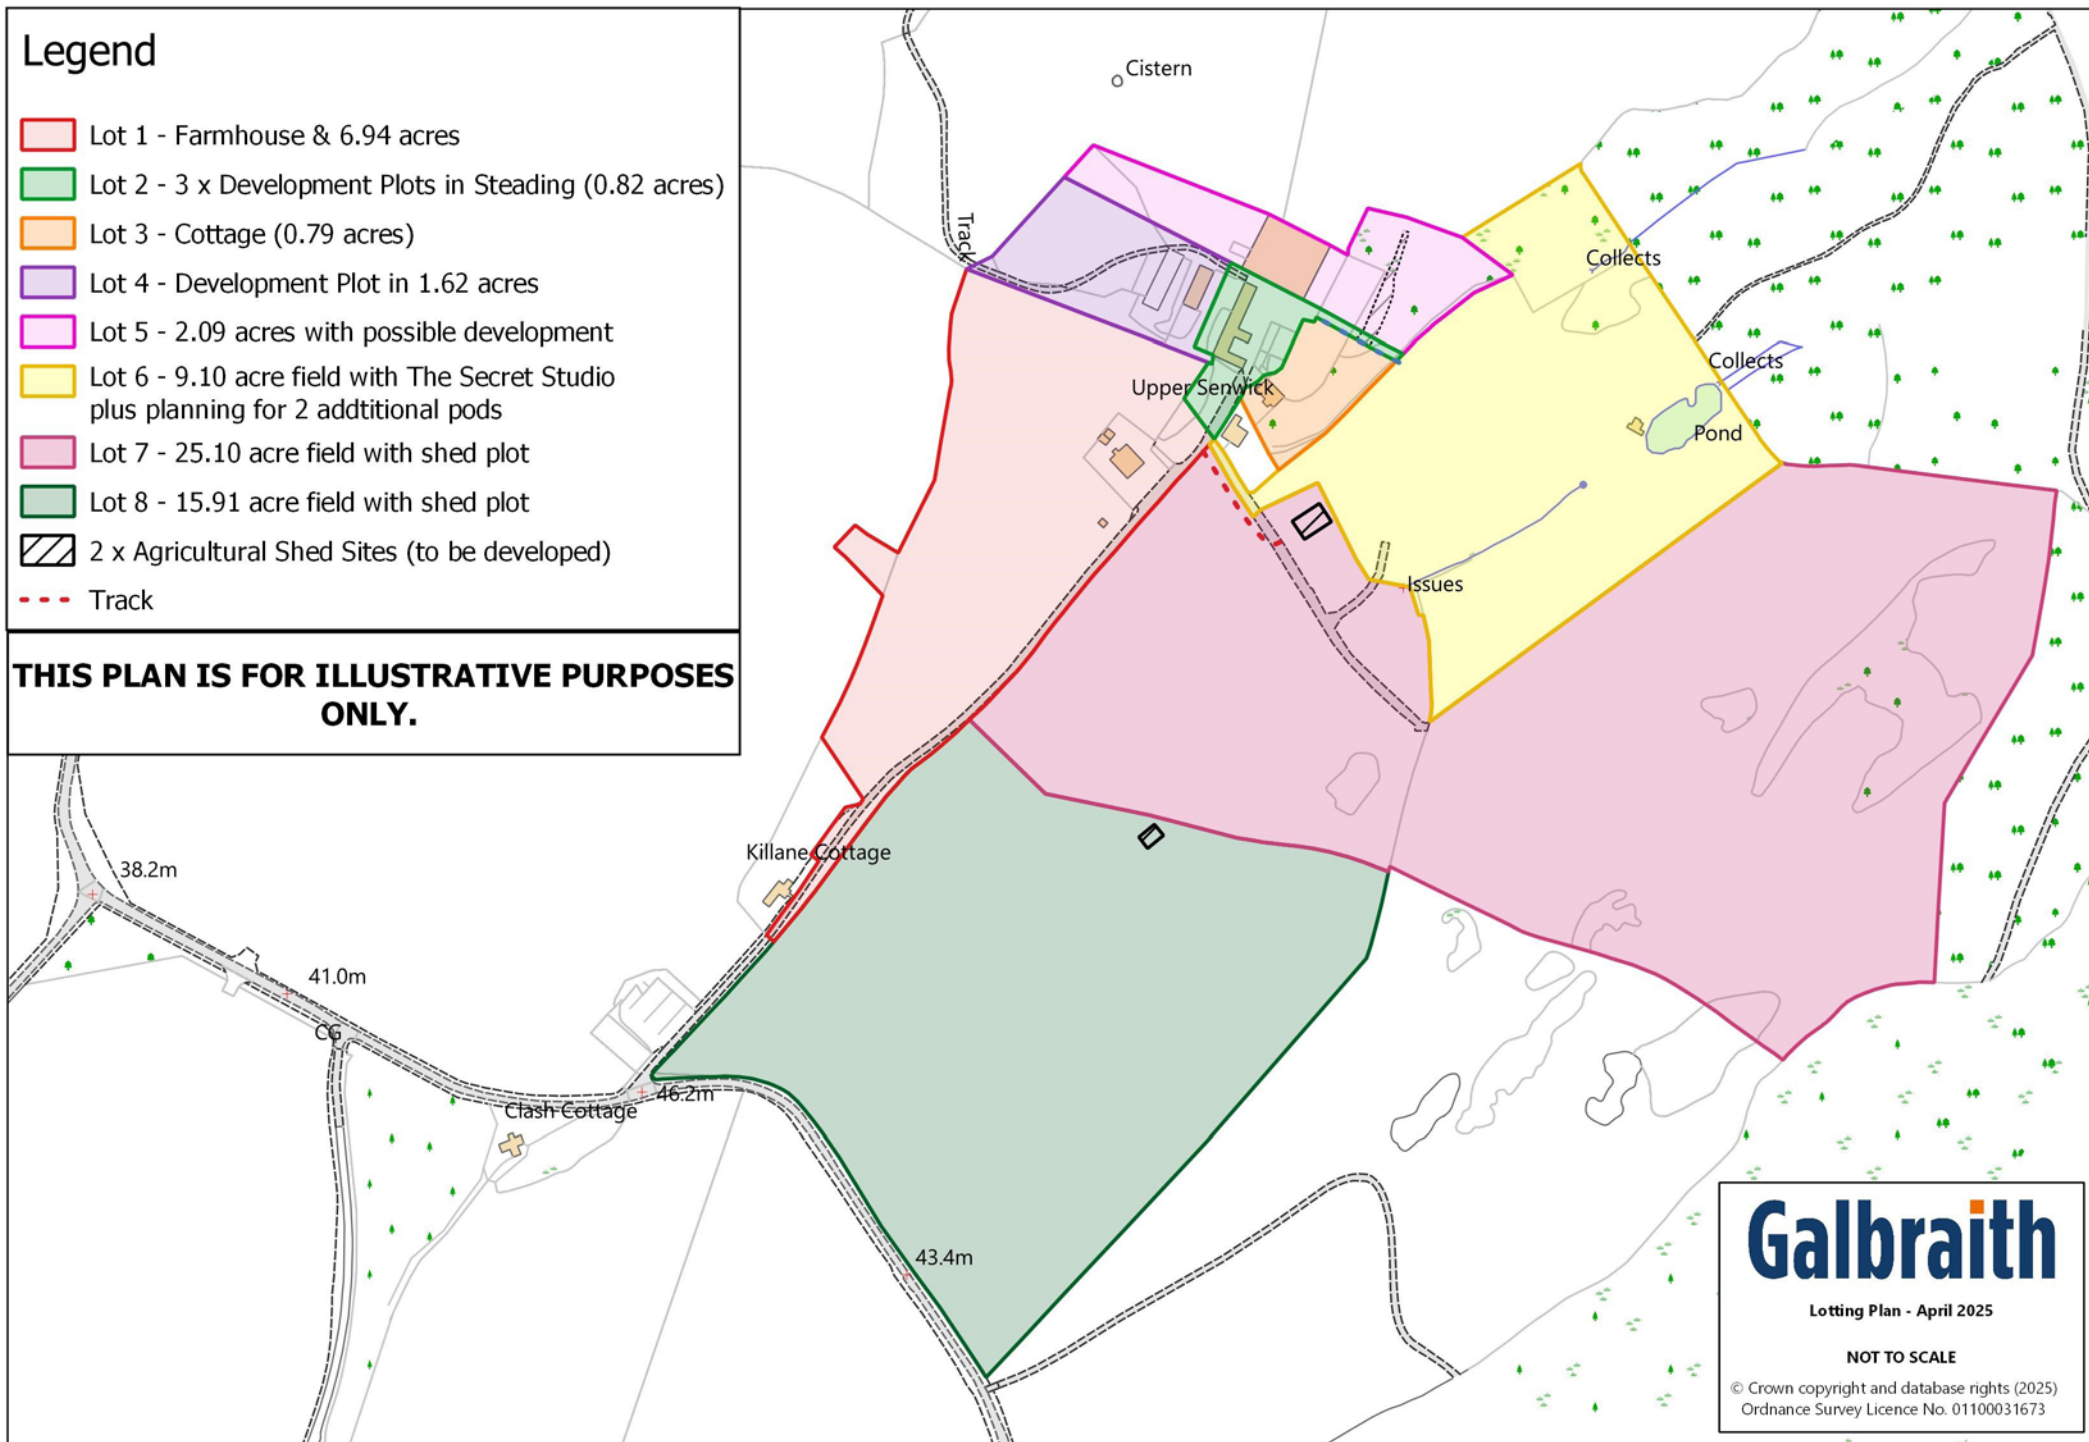 Legend
Lot 1 - Farmhouse & 6.94 acres
Lot 2 - 3 x Development Plots in Steading (0.82 acres)
Lot 3 - Cottage (0.79 acres)
Lot 4 - Development Plot in 1.62 acres
Lot 5 - 2.09 acres with possible development
Lot 6 - 9.10 acre field with The Secret Studio
plus planning for 2 addtitional pods
Lot 7 - 25.10 acre field with shed plot
Lot 8 - 15.91 acre field with shed plot
2 x Agricultural Shed Sites (to be developed)
Track
THIS PLAN IS FOR ILLUSTRATIVE PURPOSES
ONLY.
Cistern
Track
Collects
Collects
Upper Senwick
Pond
Issues
Killane Cottage
38.2m
41.0m
CG
46.2m
Clash Cottage
43.4m
Galbraith
Lotting Plan - April 2025
NOT TO SCALE
© Crown copyright and database rights (2025)
Ordnance Survey Licence No. 01100031673